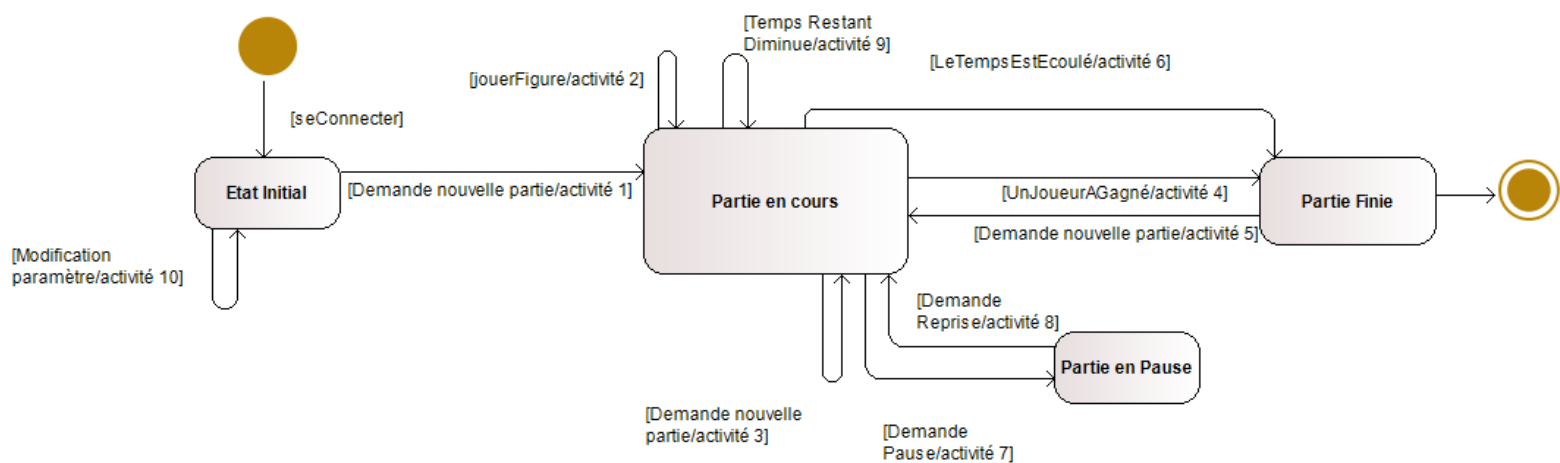 [Temps Restant
Diminue/activité 9]
[LeTempsEstEcoulé/activité 6]
[jouerFigure/activité 2]
[seConnecter]
Etat Initial
[Demande nouvelle partie/activité 1]
Partie en cours
[UnJoueurAGagné/activité 4]
Partie Finie
[Demande nouvelle partie/activité 5]
[Modification
paramètre/activité 10]
[Demande
Reprise/activité 8]
Partie en Pause
[Demande nouvelle
partie/activité 3]
[Demande
Pause/activité 7]